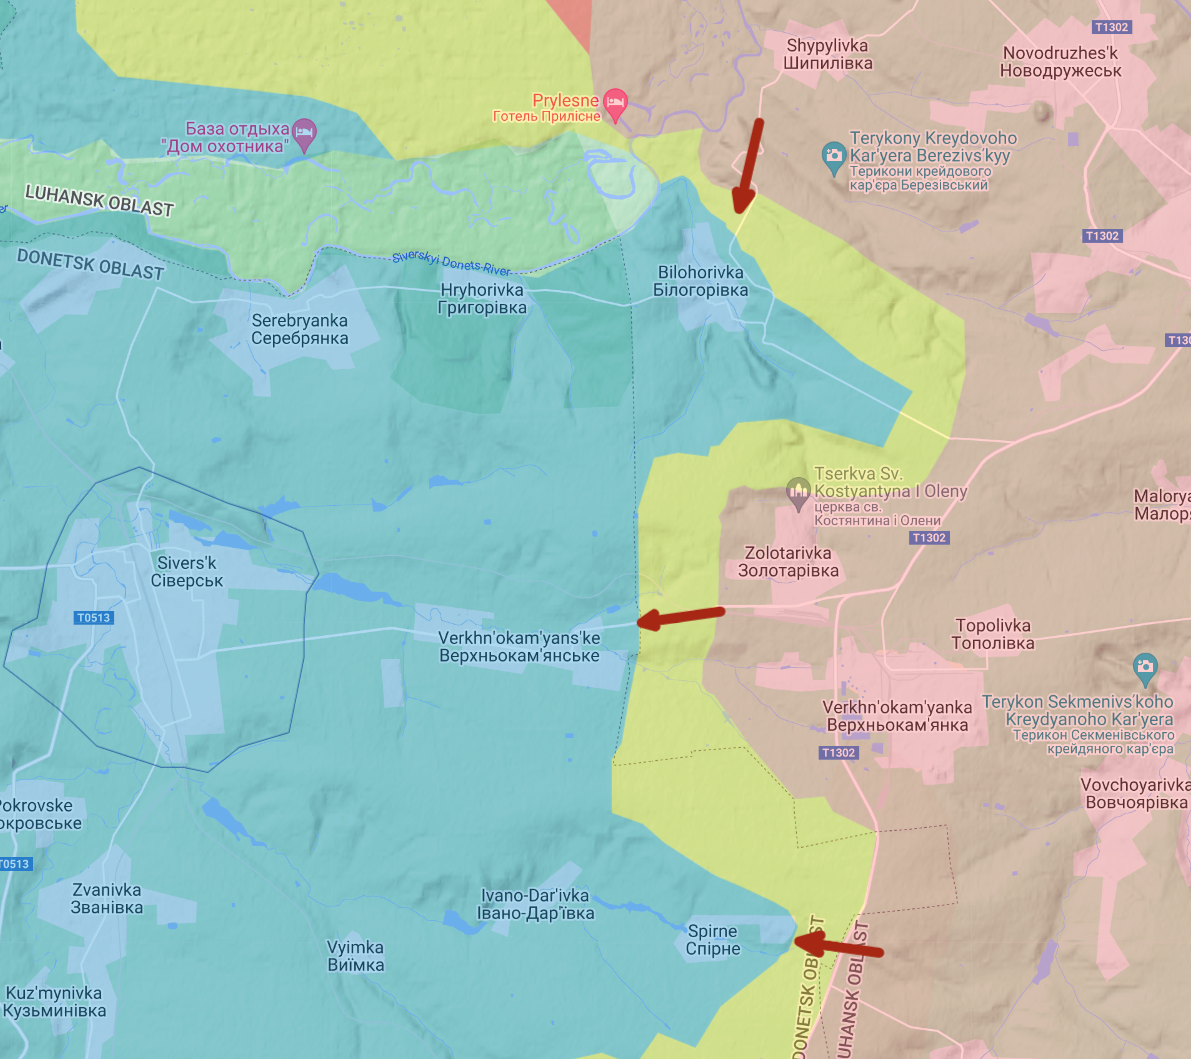 T1302
Shypylivka
Шипилівка
Novodruzhes'k
Новодружеськ
Prylesne
Готель Прилісне
База отдыха
"Дом охотника"
Terykony Kreydovoho
Kar'yera Berezivs'kyy
Терикони крейдового
кар'єра Березівський
LUHANSK OBLAST
er
T1302
DONETSK OBLAST
Siverskyi Donets River
Bilohorivka
Білогорівка
Hryhorivka
Григорівка
Serebryanka
Серебрянка
T130
Tserkva Sv.
Kostyantyna I Oleny
церква св.
Костянтина і Олени
Malorya
Малоря
T1302
Zolotarivka
Золотарівка
Sivers'k
Сіверськ
T0513
Verkhn'okam'yans'ke
Верхньокам'янське
Topolivka
Тополівка
Verkhn'okam'yanka
Верхньокам'янка
Terykon Sekmenivs'koho
Kreydyanoho Kar'yera
Терикон Секменівського
крейдяного кар'єра
T1302
Vovchoyarivka
Вовчоярівка
Pokrovske
окровське
T0513
Zvanivka
Званівка
Ivano-Dar'ivka
Івано-Дар'ївка
Spirne
Спірне
Vyimka
Виїмка
Kuz'mynivka
Кузьминівка
DONETSK OBLAST
UHANSK OBLAST